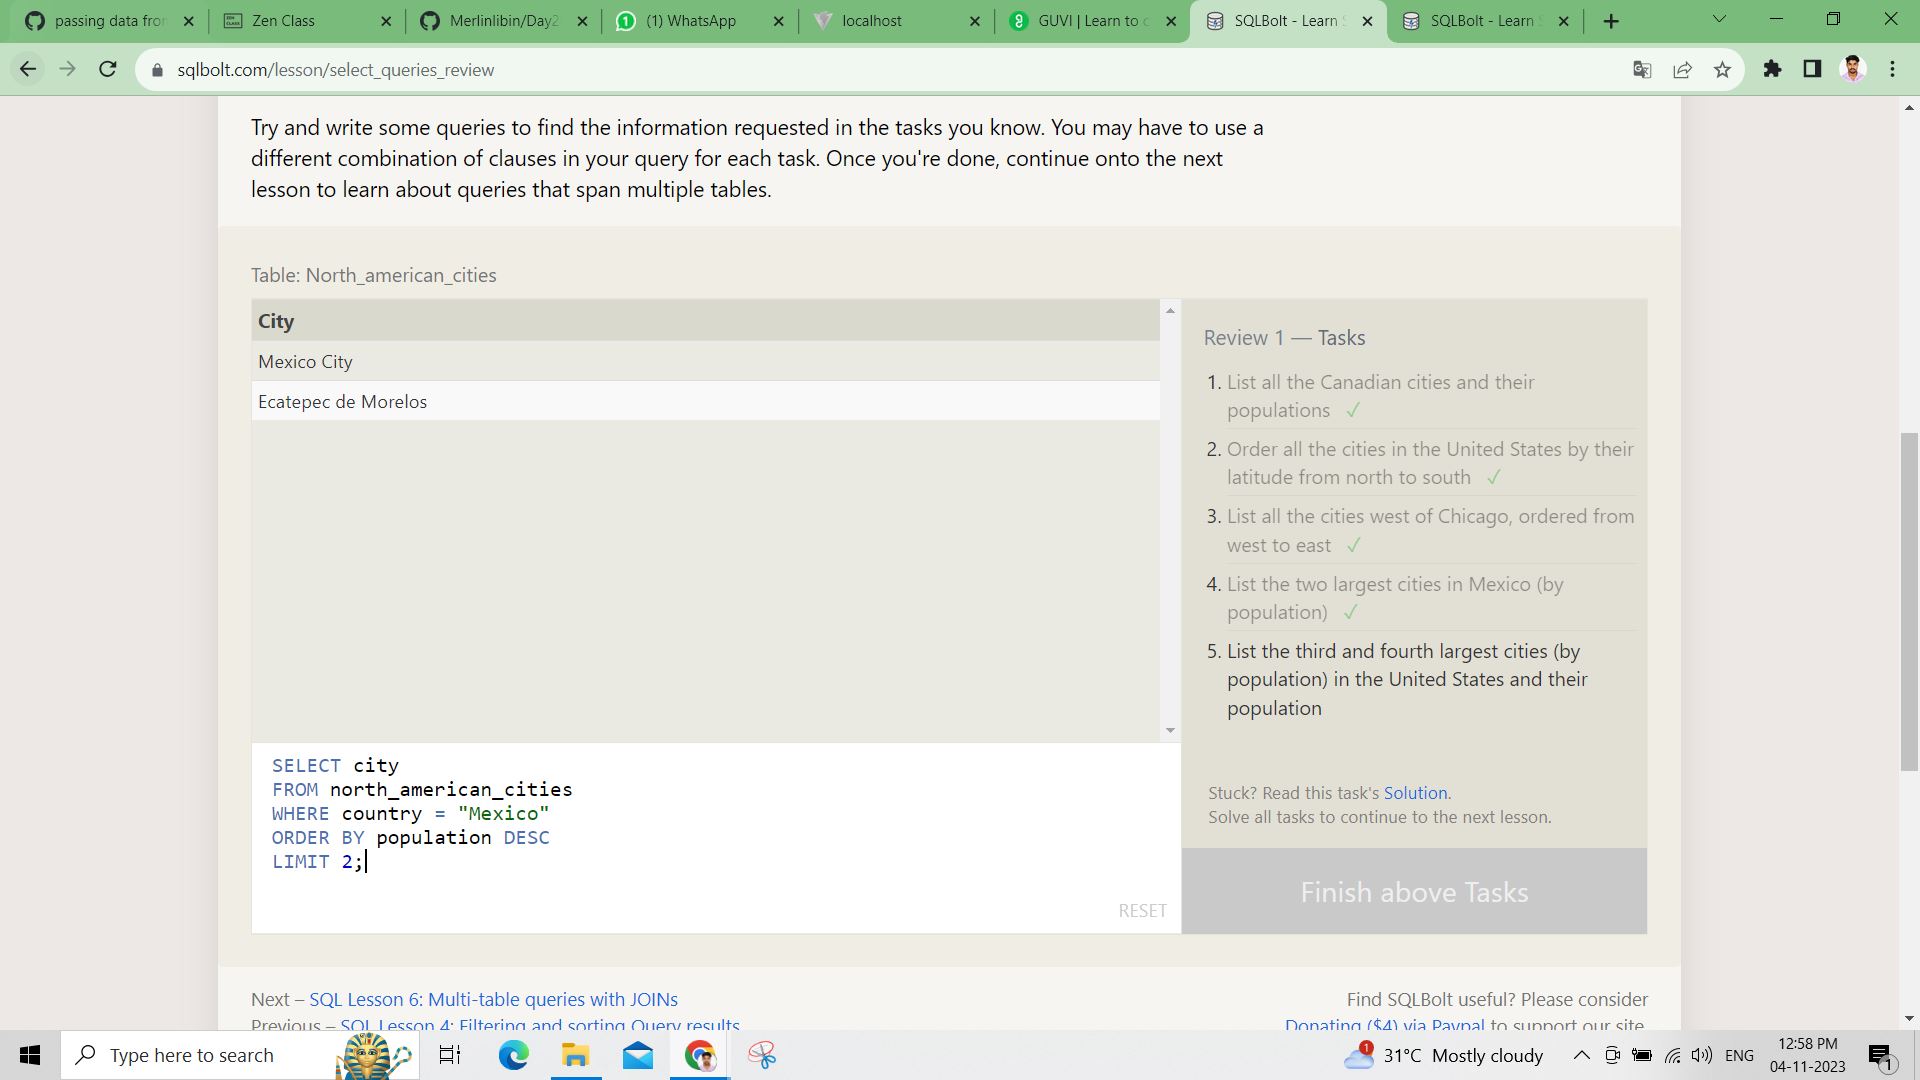 passing data fron
Zen Class
Merlinlibin/Day2
(1) WhatsApp
localhost
GUVI | Learn to c
SQLBolt - Learn S
SQLBolt - Learn S
sqlbolt.com/lesson/select_queries_review
Try and write some queries to find the information requested in the tasks you know. You may have to use a
different combination of clauses in your query for each task. Once you're done, continue onto the next
lesson to learn about queries that span multiple tables.
Table: North_american_cities
City
Mexico City
Ecatepec de Morelos
SELECT city
FROM north_american_cities
WHERE country = "Mexico"
ORDER BY population DESC
LIMIT 2;
RESET
Review 1 — Tasks
1. List all the Canadian cities and their
populations ✓
2. Order all the cities in the United States by their
latitude from north to south ✓
3. List all the cities west of Chicago, ordered from
west to east ✓
4. List the two largest cities in Mexico (by
population) ✓
5. List the third and fourth largest cities (by
population) in the United States and their
population
Stuck? Read this task's Solution.
Solve all tasks to continue to the next lesson.
Finish above Tasks
Next – SQL Lesson 6: Multi-table queries with JOINs
Previous – SQL Lesson 4: Filtering and sorting Query results
Find SQLBolt useful? Please consider
Donating ($4) via Paypal to support our site.
Type here to search
1
31°C Mostly cloudy
ENG
12:58 PM
04-11-2023
1